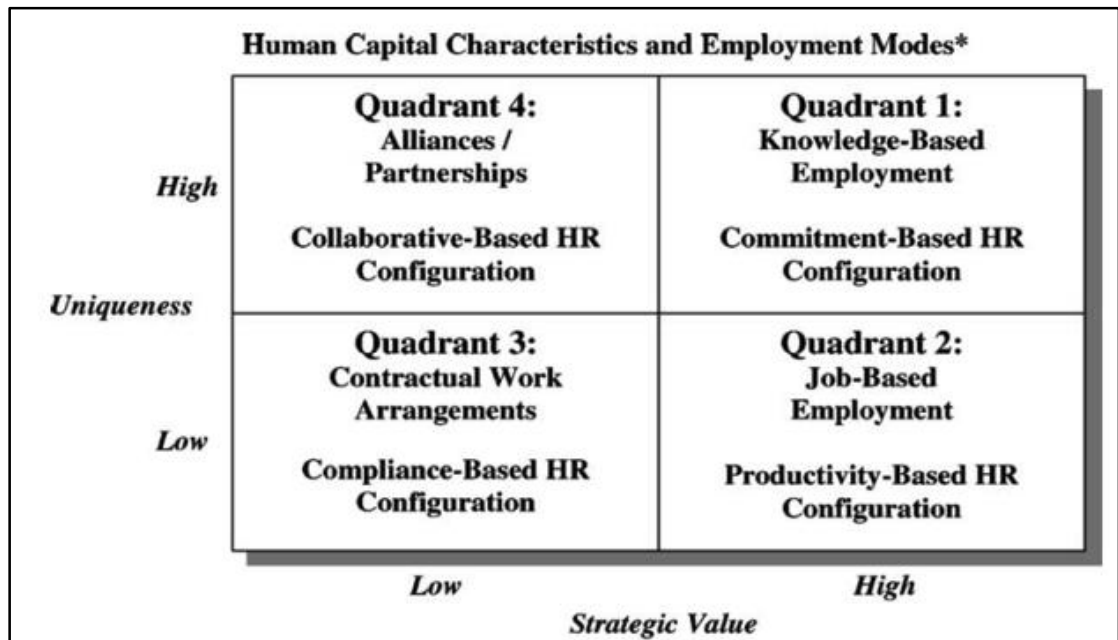 Human Capital Characteristics and Employment Modes*
Quadrant 4:
Alliances /
Partnerships
Collaborative-Based HR
Configuration
Quadrant 1:
Knowledge-Based
Employment
Commitment-Based HR
Configuration
High
Uniqueness
Quadrant 3:
Contractual Work
Arrangements
Compliance-Based HR
Configuration
Quadrant 2:
Job-Based
Employment
Productivity-Based HR
Configuration
Low
Low
High
Strategic Value